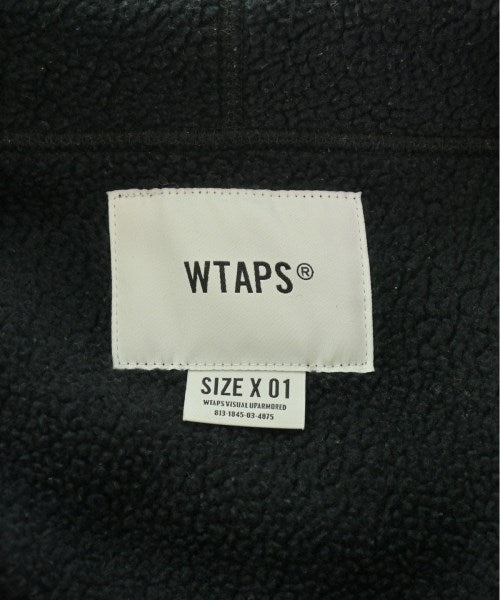 WTAPS®
SIZE X 01
WTAPS VISUAL UPARMORED
813-1845-03-4875